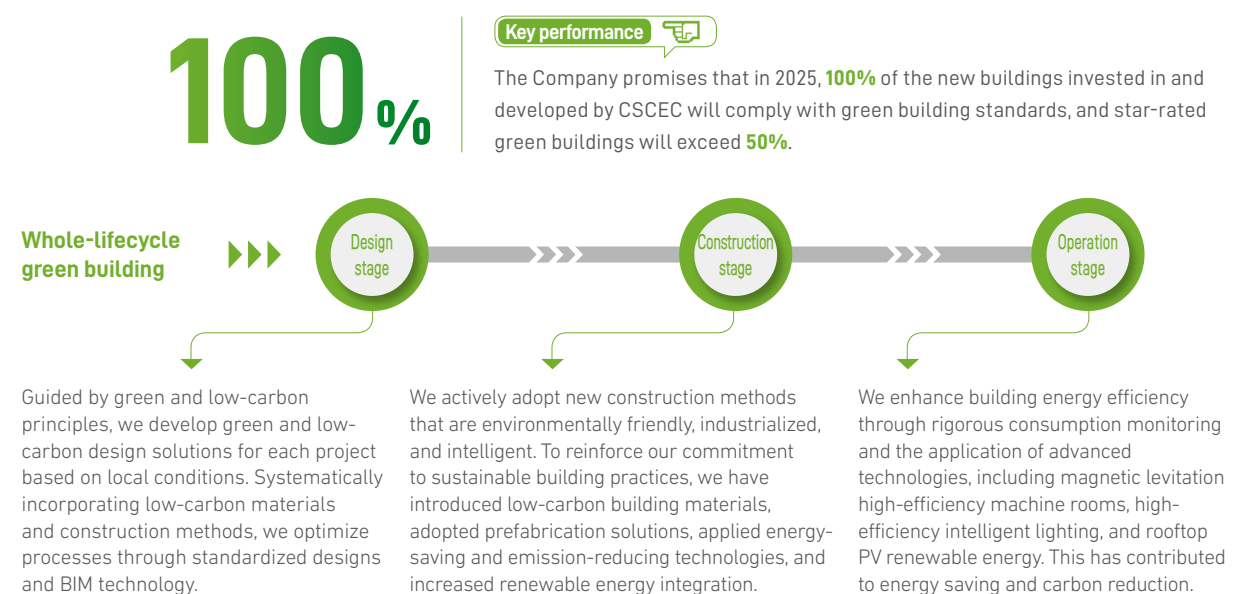 100%
Key performance
The Company promises that in 2025, 100% of the new buildings invested in and
developed by CSCEC will comply with green building standards, and star-rated
green buildings will exceed 50%.
Whole-lifecycle
green building
Design
stage
Construction
stage
Operation
stage
Guided by green and low-carbon
principles, we develop green and low-
carbon design solutions for each project
based on local conditions. Systematically
incorporating low-carbon materials
and construction methods, we optimize
processes through standardized designs
and BIM technology.
We actively adopt new construction methods
that are environmentally friendly, industrialized,
and intelligent. To reinforce our commitment
to sustainable building practices, we have
introduced low-carbon building materials,
adopted prefabrication solutions, applied energy-
saving and emission-reducing technologies, and
increased renewable energy integration.
We enhance building energy efficiency
through rigorous consumption monitoring
and the application of advanced
technologies, including magnetic levitation
high-efficiency machine rooms, high-
efficiency intelligent lighting, and rooftop
PV renewable energy. This has contributed
to energy saving and carbon reduction.